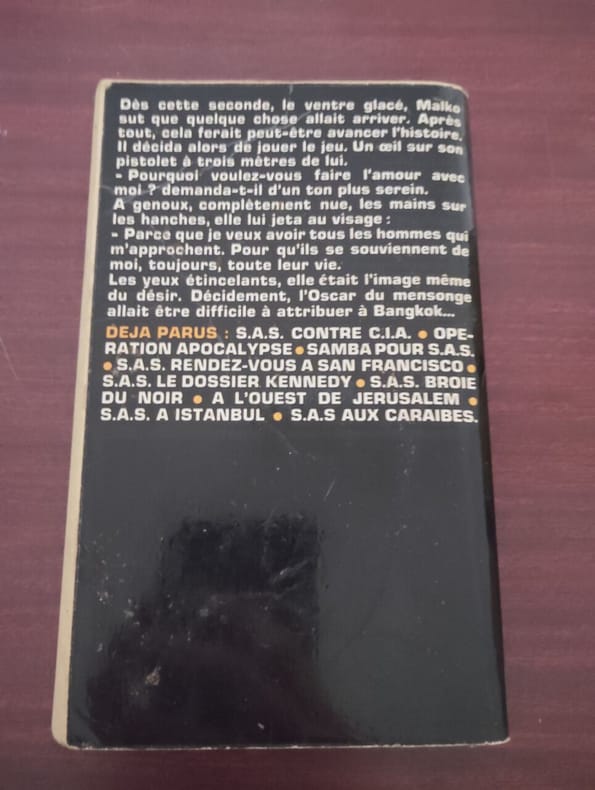 Dès cette seconde, le ventre glacé, Malko
sut que quelque chose allait arriver. Après
tout, cela ferait peut-être avancer l'histoire.
Il décida alors de jouer le jeu. Un œil sur son
pistolet à trois mètres de lui.
- Pourquoi voulez-vous faire l'amour avec
moi ? demanda-t-il d'un ton plus serein.
A genoux, complètement nue, les mains sur
les hanches, elle lui jeta au visage :
- Parce que je veux avoir tous les hommes qui
m'approchent. Pour qu'ils se souviennent de
moi, toujours, toute leur vie.
Les yeux étincelants, elle était l'image même
du désir. Décidement, l'Oscar du mensonge
allait être difficile à attribuer à Bangkok...
DEJA PARUS : S.A.S. CONTRE C.I.A. • OPE-
RATION APOCALYPSE • SAMBA POUR S.A.S.
• S.A.S. RENDEZ-VOUS A SAN FRANCISCO •
S.A.S. LE DOSSIER KENNEDY • S.A.S. BROIE
DU NOIR • A L'OUEST DE JERUSALEM •
S.A.S. A ISTANBUL • S.A.S AUX CARAIBES.